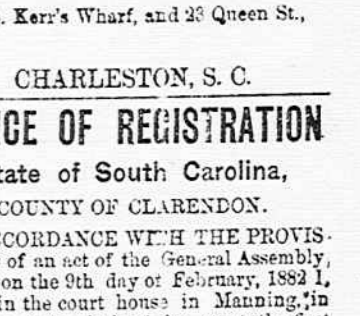 . Kerr's Wharf, and 23 Queen St.,
CHARLESTON, S. C.
CE OF REGISTRATION
tate of South Carolina,
COUNTY OF CLARENDON.
CCORDANCE WITH THE PROVIS-
of an act of the General Assembly,
on the 9th day of February, 1882 I,
in the court house in Manning, in